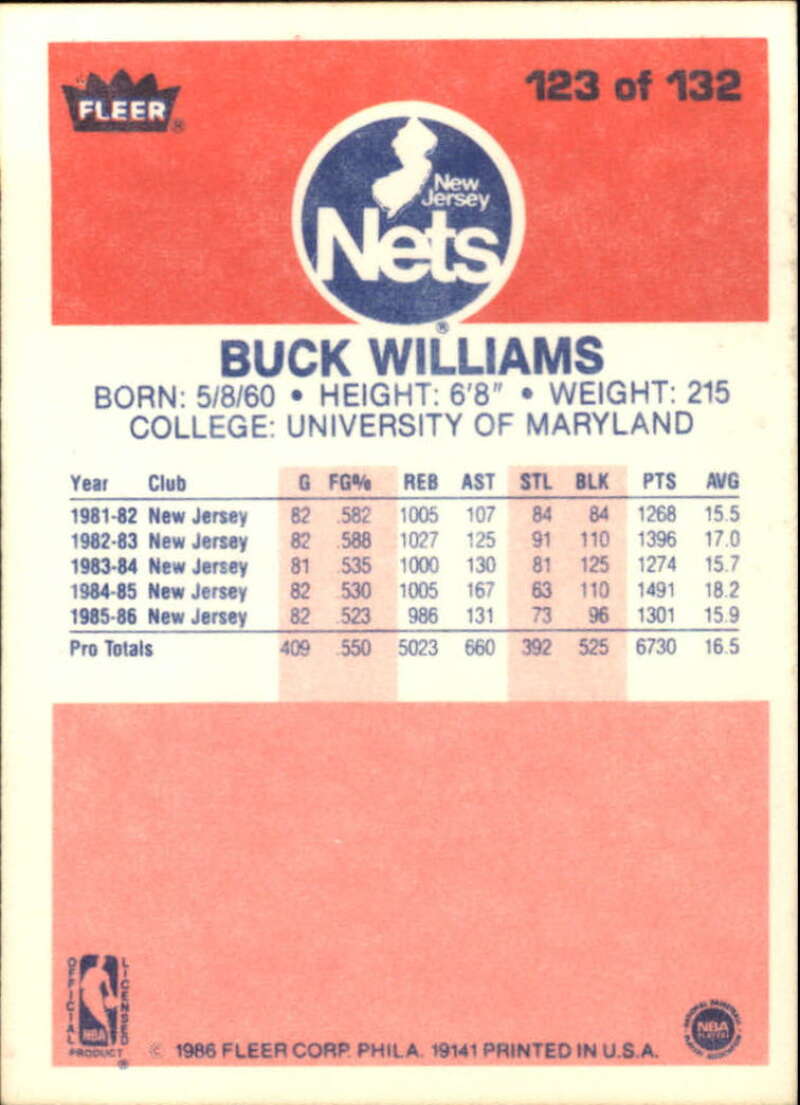 FLEER ®
123 of 132
New
Jersey
Nets
®
BUCK WILLIAMS
BORN: 5/8/60 • HEIGHT: 6'8" • WEIGHT: 215
COLLEGE: UNIVERSITY OF MARYLAND
Year Club G FG% REB AST STL BLK PTS AVG
1981-82 New Jersey 82 .582 1005 107 84 84 1268 15.5
1982-83 New Jersey 82 .588 1027 125 91 110 1396 17.0
1983-84 New Jersey 81 .535 1000 130 81 125 1274 15.7
1984-85 New Jersey 82 .530 1005 167 63 110 1491 18.2
1985-86 New Jersey 82 .523 986 131 73 96 1301 15.9
Pro Totals 409 .550 5023 660 392 525 6730 16.5
OFFICIAL
LICENSED
NBA
PRODUCT
®
© 1986 FLEER CORP. PHILA. 19141 PRINTED IN U.S.A.
NATIONAL BASKETBALL
NBA
PLAYERS
PLAYERS ASSOCIATION